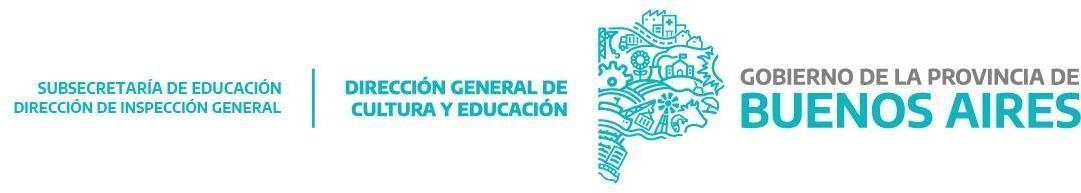 SUBSECRETARÍA DE EDUCACIÓN
DIRECCIÓN DE INSPECCIÓN GENERAL
DIRECCIÓN GENERAL DE
CULTURA Y EDUCACIÓN
GOBIERNO DE LA PROVINCIA DE
BUENOS AIRES